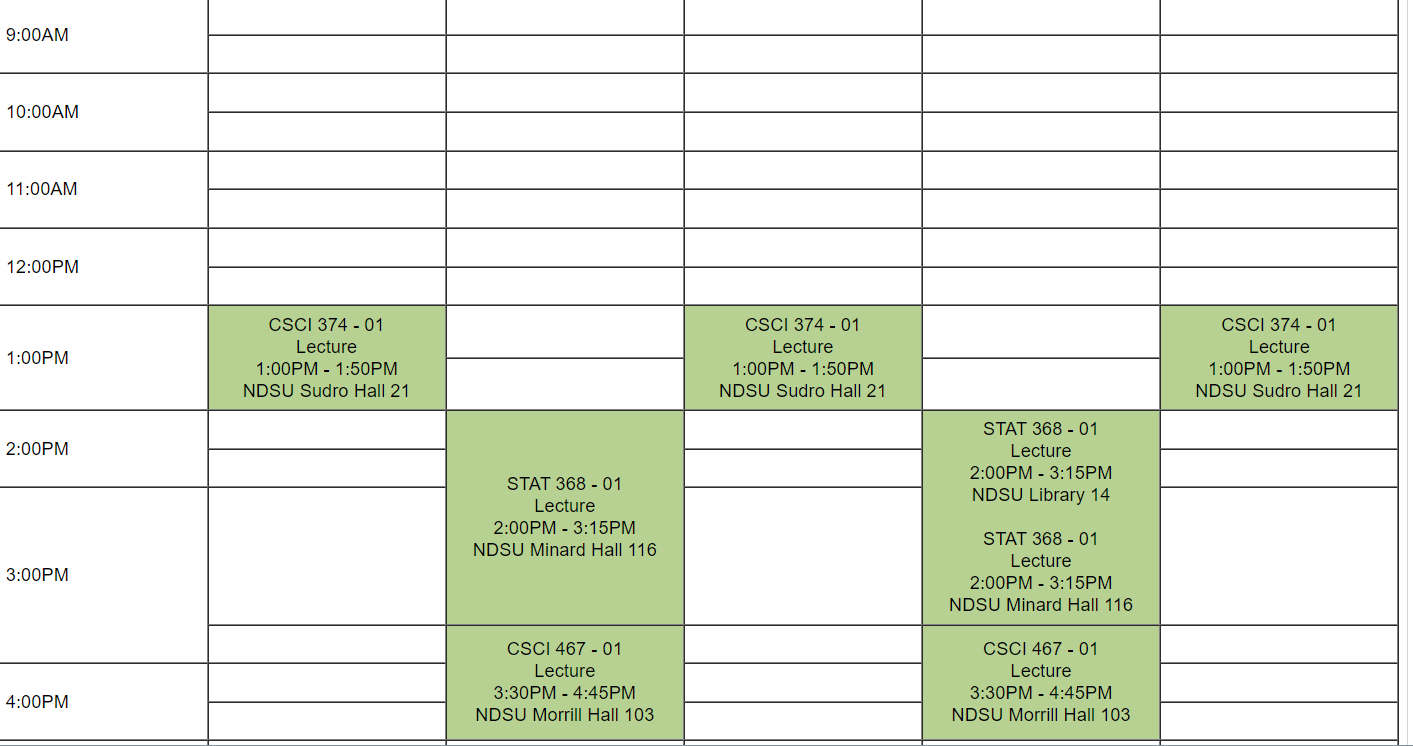 9:00AM
10:00AM
11:00AM
12:00PM
1:00PM
CSCI 374 - 01
Lecture
1:00PM - 1:50PM
NDSU Sudro Hall 21
CSCI 374 - 01
Lecture
1:00PM - 1:50PM
NDSU Sudro Hall 21
CSCI 374 - 01
Lecture
1:00PM - 1:50PM
NDSU Sudro Hall 21
2:00PM
STAT 368 - 01
Lecture
2:00PM - 3:15PM
NDSU Minard Hall 116
STAT 368 - 01
Lecture
2:00PM - 3:15PM
NDSU Library 14
STAT 368 - 01
Lecture
2:00PM - 3:15PM
NDSU Minard Hall 116
3:00PM
CSCI 467 - 01
Lecture
3:30PM - 4:45PM
NDSU Morrill Hall 103
CSCI 467 - 01
Lecture
3:30PM - 4:45PM
NDSU Morrill Hall 103
4:00PM